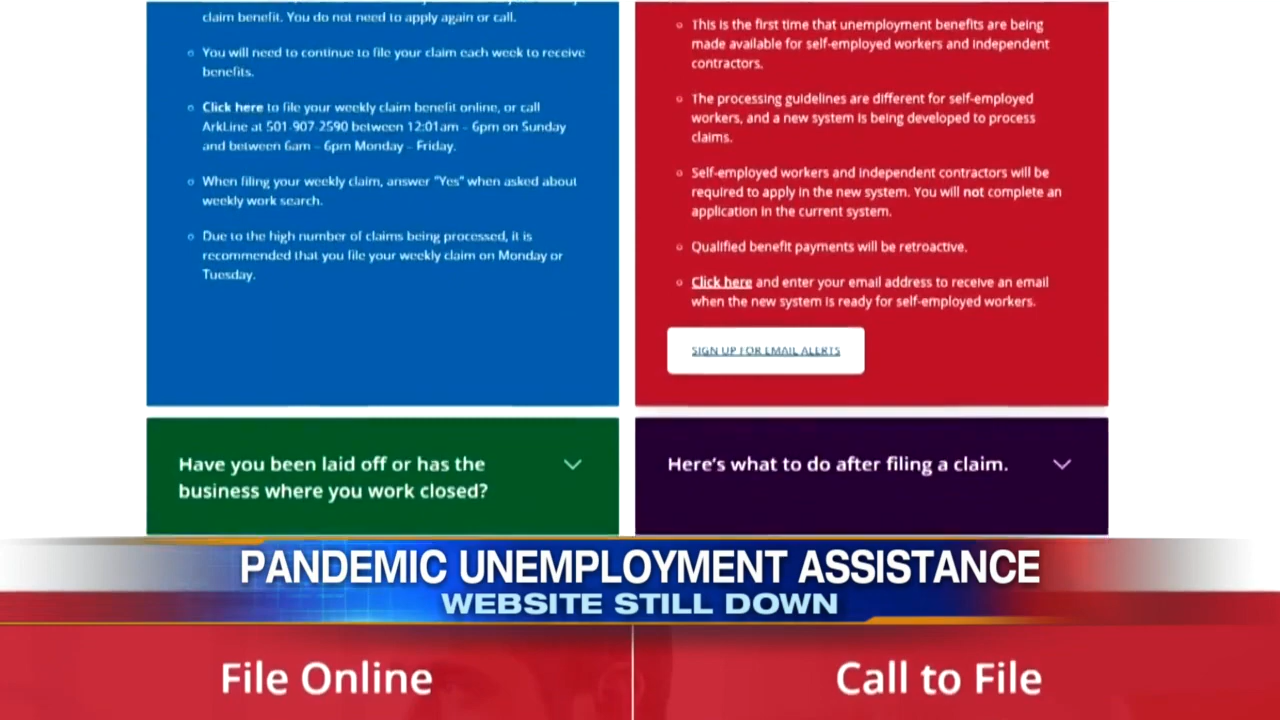 claim benefit. You do not need to apply again or call.
○ You will need to continue to file your claim each week to receive
benefits.
○ Click here to file your weekly claim benefit online, or call
ArkLine at 501-907-2590 between 12:01am – 6pm on Sunday
and between 6am – 6pm Monday – Friday.
○ When filing your weekly claim, answer "Yes" when asked about
weekly work search.
○ Due to the high number of claims being processed, it is
recommended that you file your weekly claim on Monday or
Tuesday.
○ This is the first time that unemployment benefits are being
made available for self-employed workers and independent
contractors.
○ The processing guidelines are different for self-employed
workers, and a new system is being developed to process
claims.
○ Self-employed workers and independent contractors will be
required to apply in the new system. You will not complete an
application in the current system.
○ Qualified benefit payments will be retroactive.
○ Click here and enter your email address to receive an email
when the new system is ready for self-employed workers.
SIGN UP FOR EMAIL ALERTS
Have you been laid off or has the
business where you work closed?
Here's what to do after filing a claim.
PANDEMIC UNEMPLOYMENT ASSISTANCE
WEBSITE STILL DOWN
File Online
Call to File